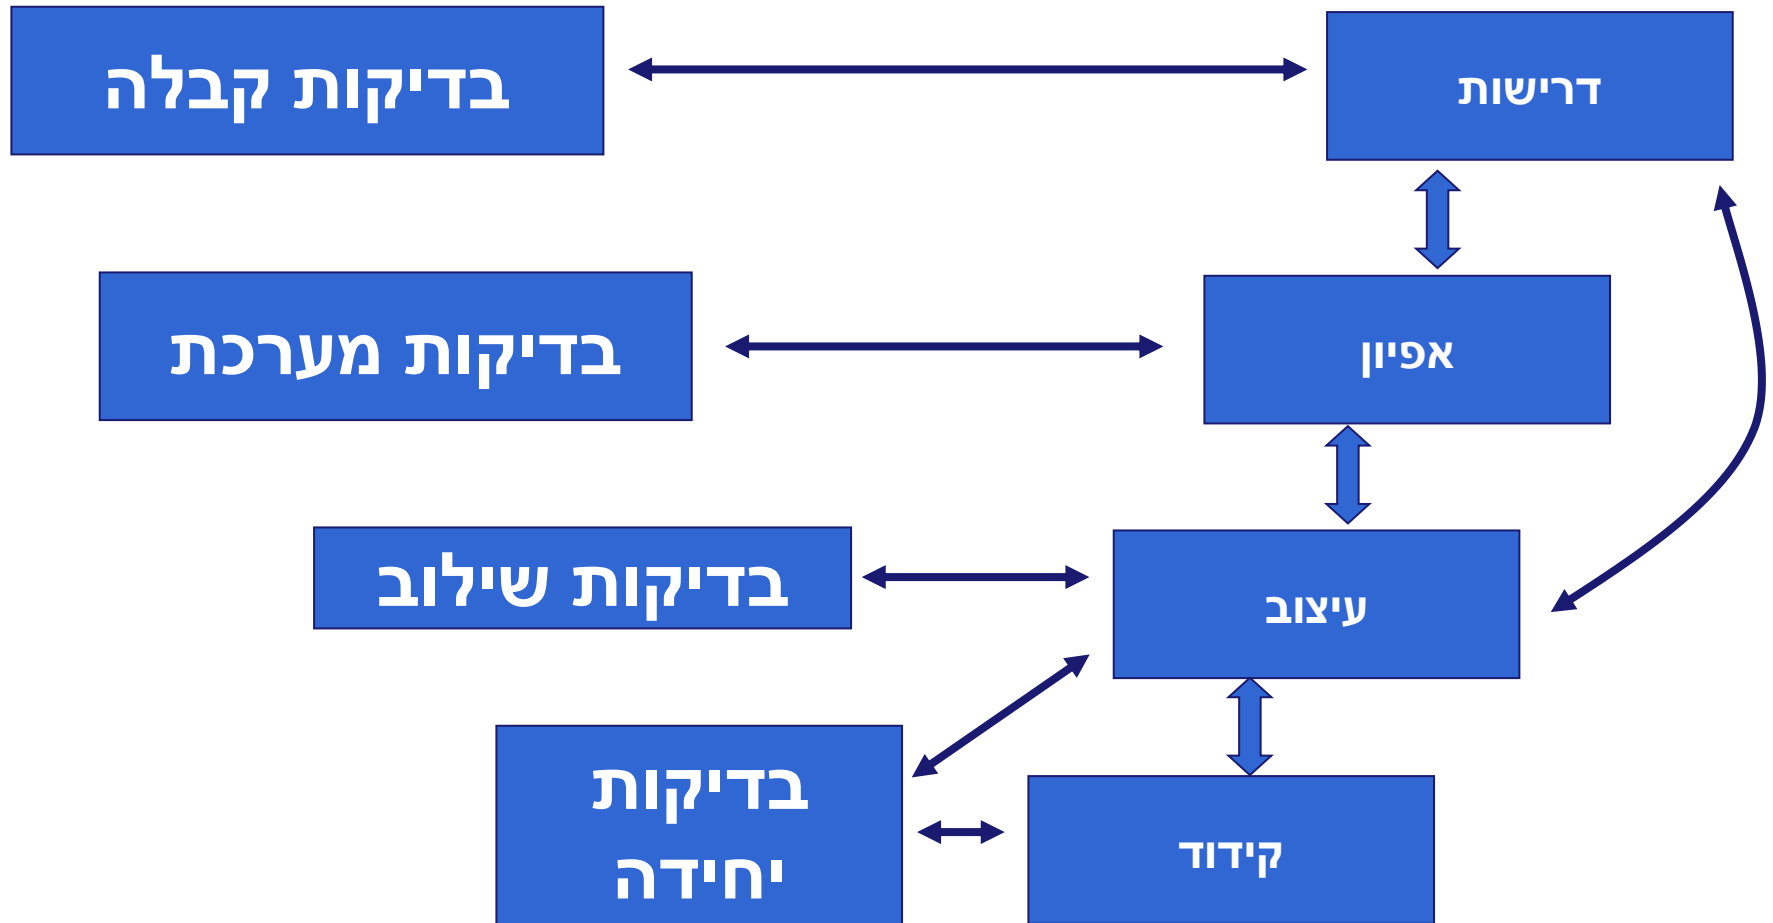 דרישות
בדיקות קבלה
אפיון
בדיקות מערכת
עיצוב
בדיקות שילוב
קידוד
בדיקות
יחידה